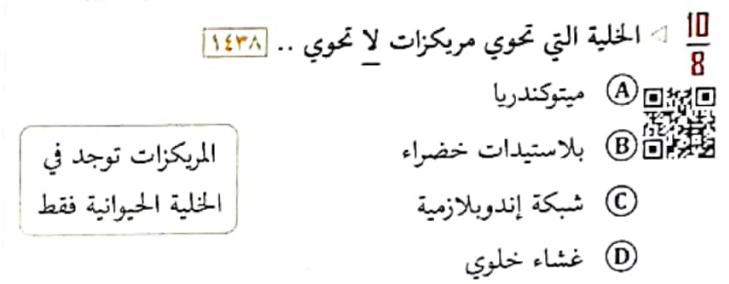 10/8 ◁ الخلية التي تحوي مريكزات لا تحوي .. ١٤٣٨
A ميتوكندريا
B بلاستيدات خضراء
C شبكة إندوبلازمية
D غشاء خلوي
المريكزات توجد في
الخلية الحيوانية فقط